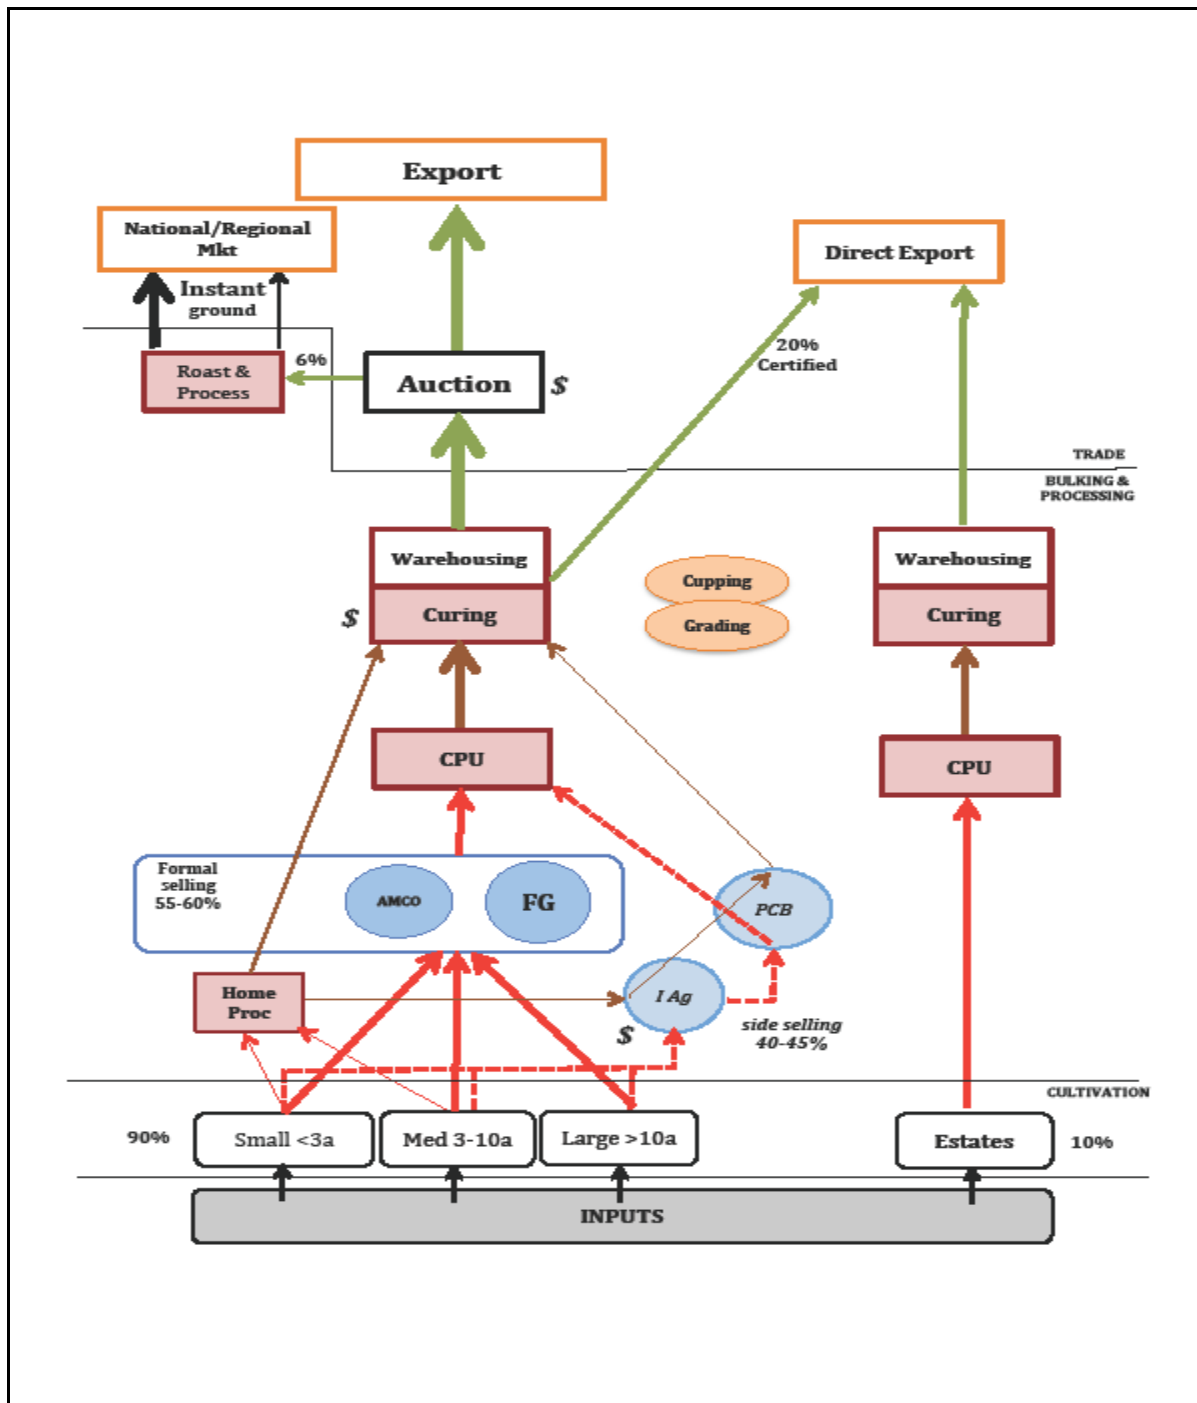 Export
National/Regional
Mkt
Direct Export
Instant
ground
20%
Certified
6%
Roast &
Process
Auction
$
TRADE
BULKING &
PROCESSING
Warehousing
Curing
$
Cupping
Grading
Warehousing
Curing
CPU
CPU
Formal
selling
55-60%
AMCO
FG
PCB
Home
Proc
I Ag
$
side selling
40-45%
CULTIVATION
90%
Small <3a
Med 3-10a
Large >10a
Estates
10%
INPUTS